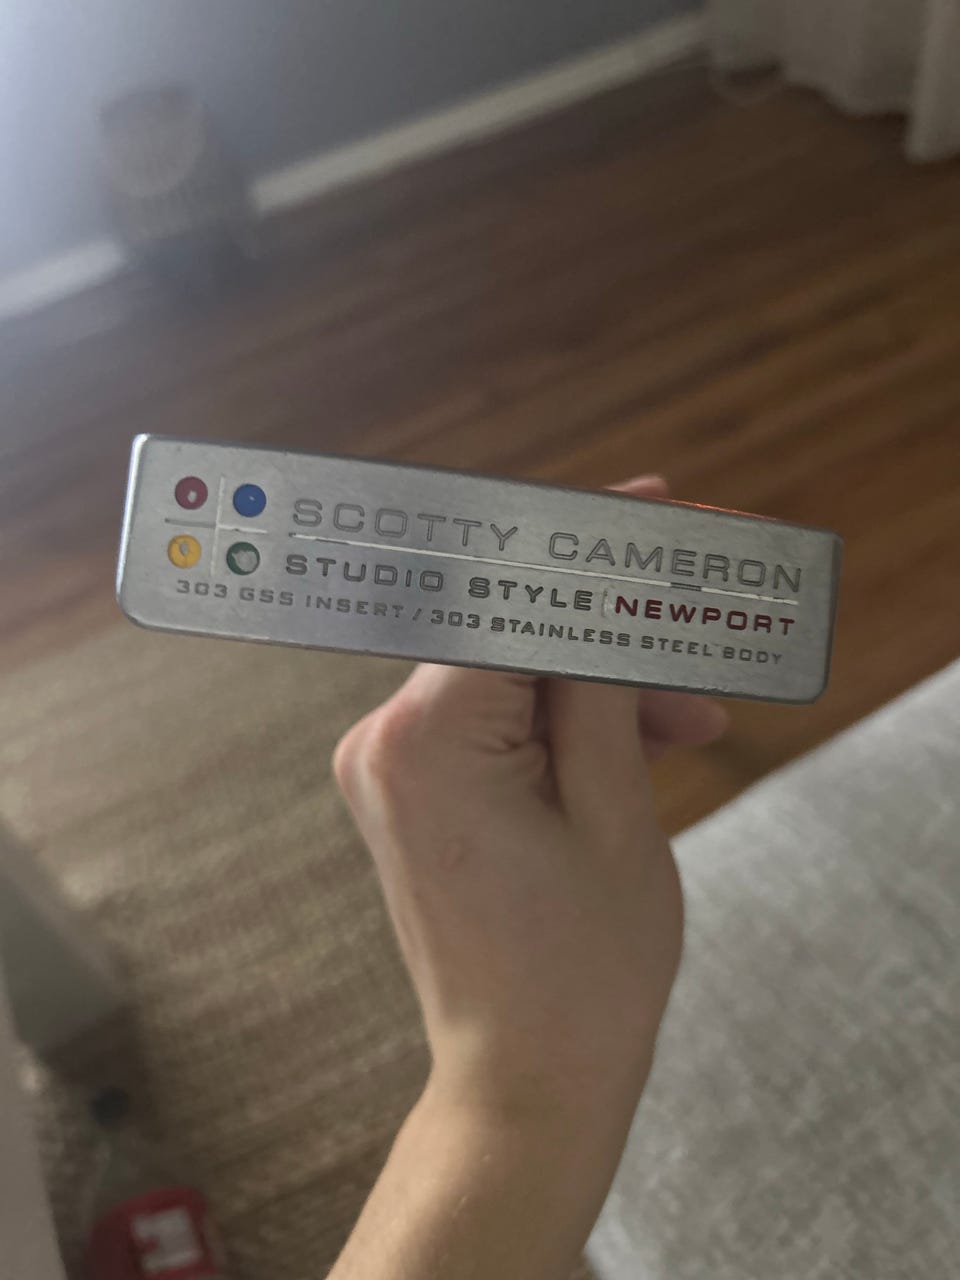 SCOTTY CAMERON
STUDIO STYLE NEWPORT
303 GSS INSERT / 303 STAINLESS STEEL BODY